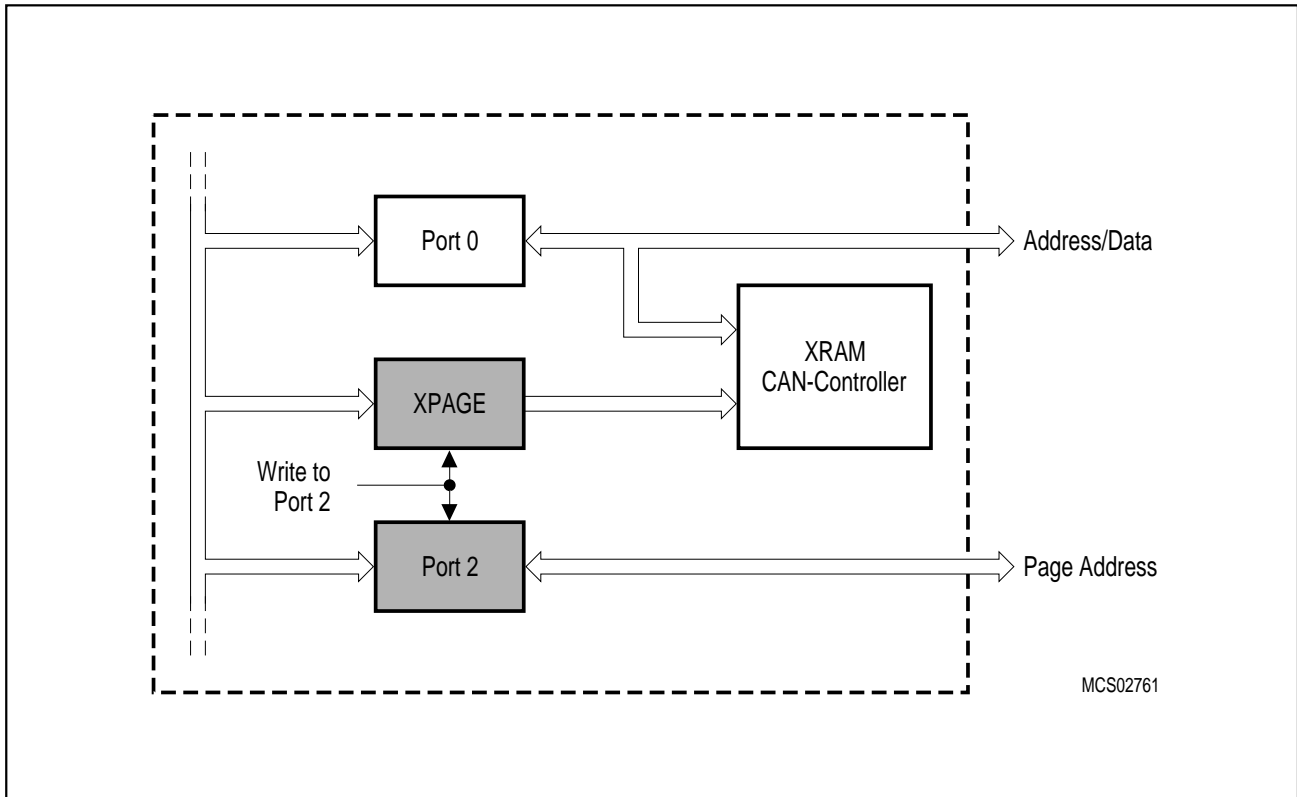 Port 0
Address/Data
XRAM
CAN-Controller
XPAGE
Write to
Port 2
Port 2
Page Address
MCS02761